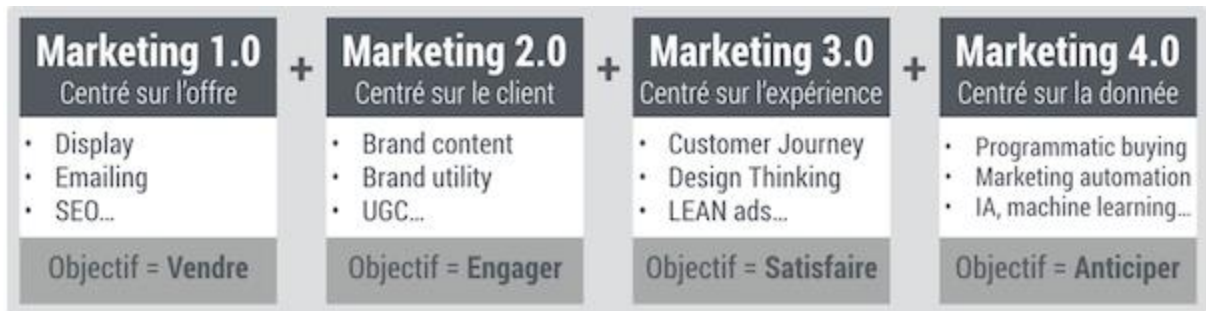 Marketing 1.0
Centré sur l'offre
• Display
• Emailing
• SEO...
Objectif = Vendre
+
Marketing 2.0
Centré sur le client
• Brand content
• Brand utility
• UGC...
Objectif = Engager
+
Marketing 3.0
Centré sur l'expérience
• Customer Journey
• Design Thinking
• LEAN ads...
Objectif = Satisfaire
+
Marketing 4.0
Centré sur la donnée
• Programmatic buying
• Marketing automation
• IA, machine learning...
Objectif = Anticiper